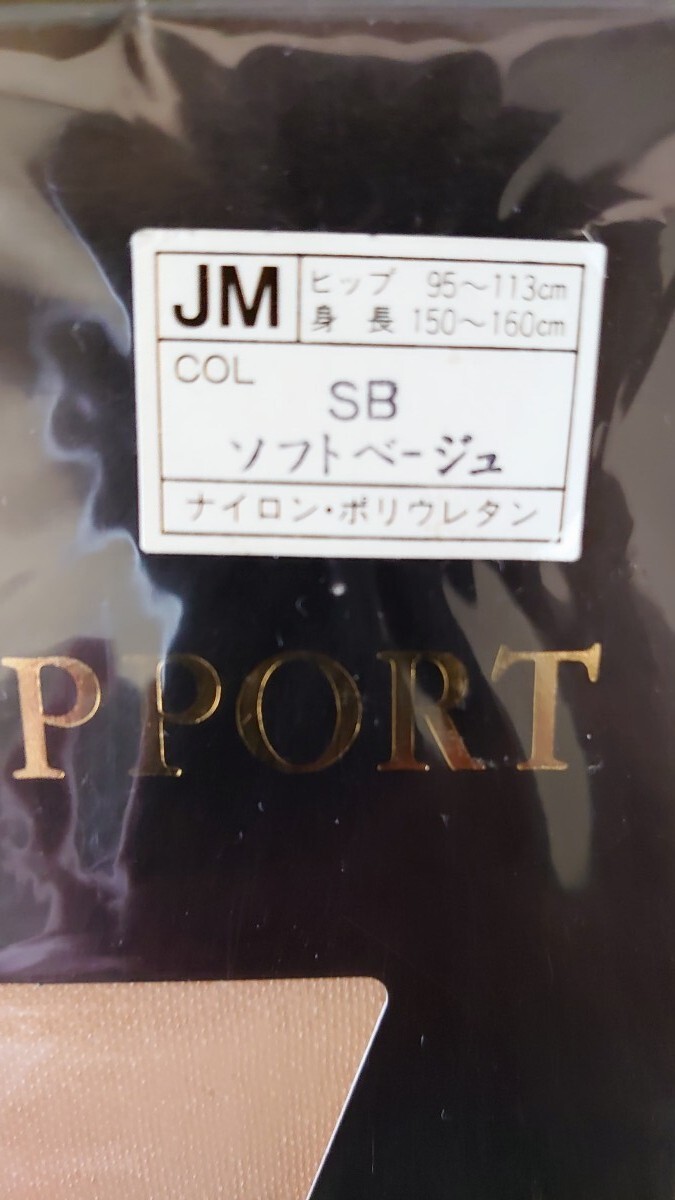 JM
ヒップ 95〜113cm
身長 150〜160cm
COL
SB
ソフトベージュ
ナイロン・ポリウレタン
PPORT